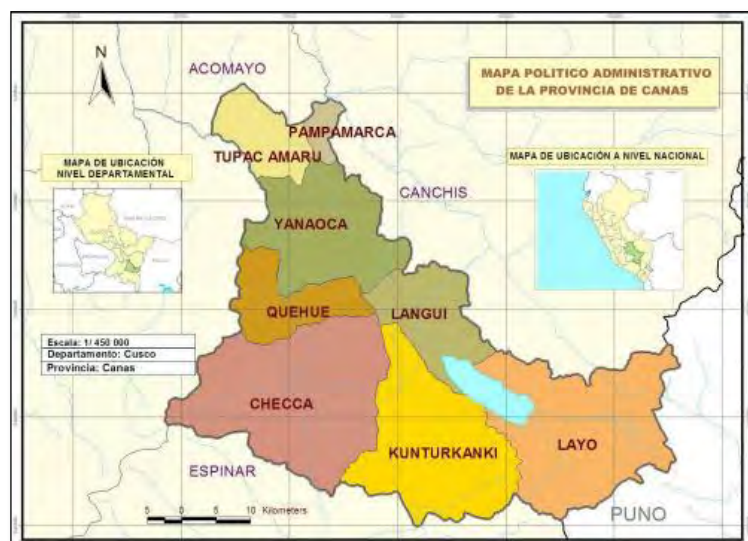 N
ACOMAYO
MAPA POLITICO ADMINISTRATIVO
DE LA PROVINCIA DE CANAS
PAMPAMARCA
TUPAC AMARU
MAPA DE UBICACIÓN
NIVEL DEPARTAMENTAL
MAPA DE UBICACIÓN A NIVEL NACIONAL
CANCHIS
YANAOCA
QUEHUE
LANGUI
Escala: 1/ 450 000
Departamento: Cusco
Provincia: Canas
CHECCA
KUNTURKANKI
LAYO
ESPINAR
5 0 5 10 Kilometers
PUNO